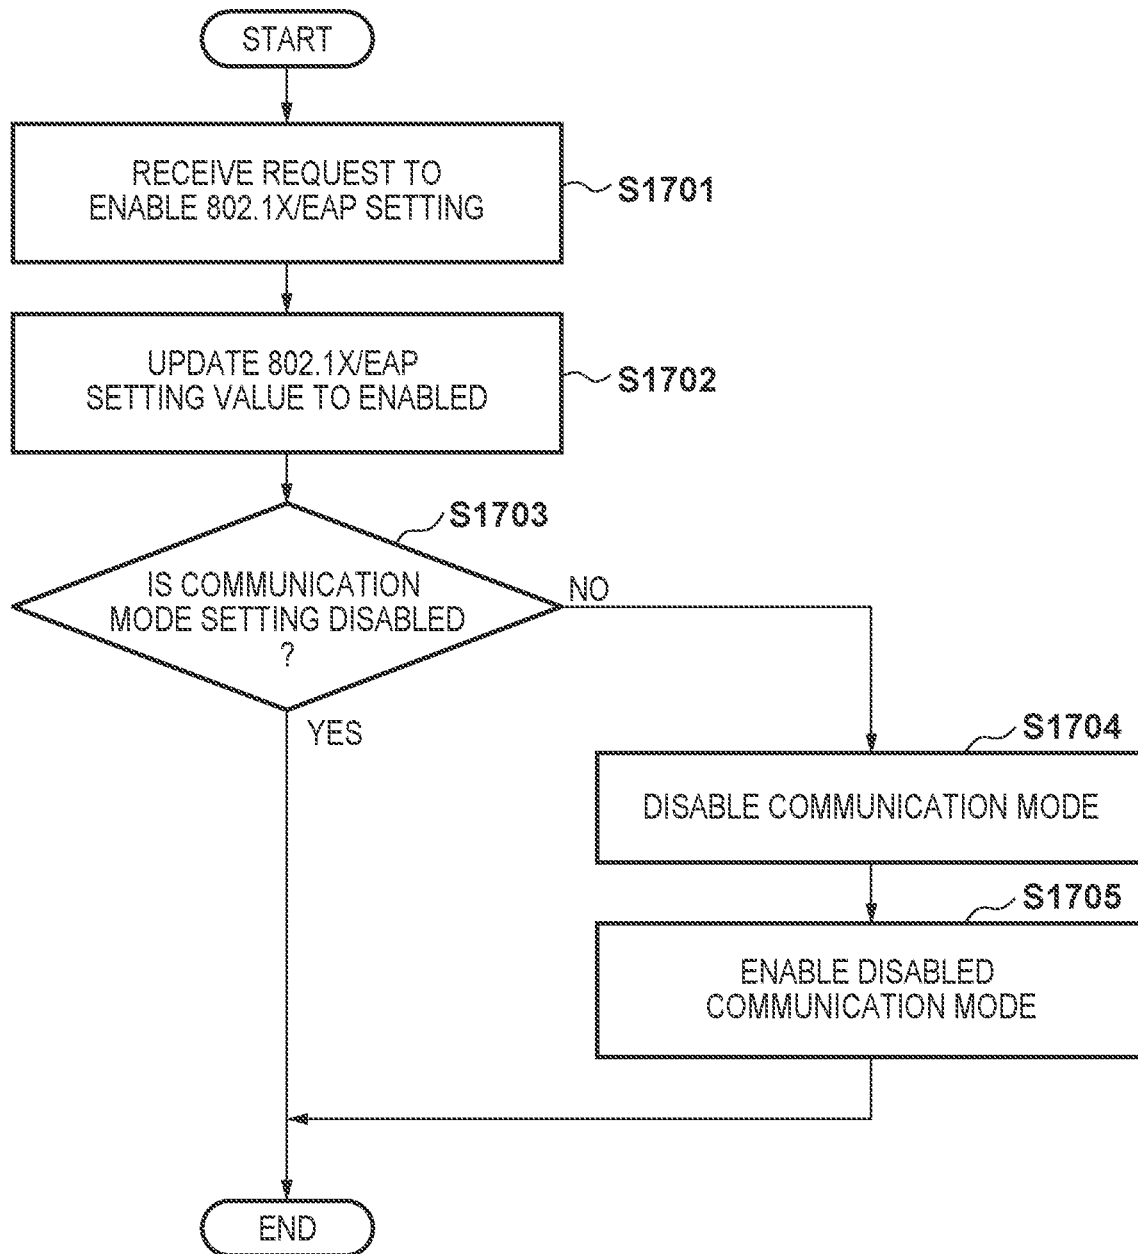 START
RECEIVE REQUEST TO
ENABLE 802.1X/EAP SETTING
S1701
UPDATE 802.1X/EAP
SETTING VALUE TO ENABLED
S1702
S1703
IS COMMUNICATION
MODE SETTING DISABLED
?
NO
YES
S1704
DISABLE COMMUNICATION MODE
S1705
ENABLE DISABLED
COMMUNICATION MODE
END